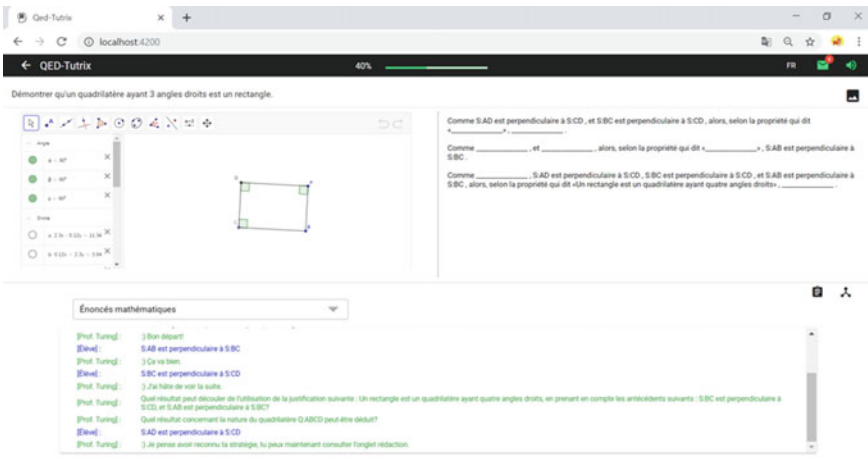 Qed-Tutrix
localhost:4200
QED-Tutrix
40%
FR
Démontrer qu'un quadrilatère ayant 3 angles droits est un rectangle.
Angle
Droite
Comme S:AD est perpendiculaire à S:CD , et S:BC est perpendiculaire à S:CD , alors, selon la propriété qui dit
«____________» , ____________ .
Comme ____________ , et ____________ , alors, selon la propriété qui dit «____________» , S:AB est perpendiculaire à
S:BC .
Comme ____________ , S:AD est perpendiculaire à S:CD , S:BC est perpendiculaire à S:CD , et S:AB est perpendiculaire à
S:BC , alors, selon la propriété qui dit «Un rectangle est un quadrilatère ayant quatre angles droits» , ____________ .
Énoncés mathématiques
[Prof. Turing] : :) Bon départ!
[Élève] : S:AB est perpendiculaire à S:BC
[Prof. Turing] : :) Ça va bien.
[Élève] : S:BC est perpendiculaire à S:CD
[Prof. Turing] : :) J'ai hâte de voir la suite.
[Prof. Turing] : Quel résultat peut découler de l'utilisation de la justification suivante : Un rectangle est un quadrilatère ayant quatre angles droits, en prenant en compte les antécédents suivants : S:BC est perpendiculaire à
S:CD, et S:AB est perpendiculaire à S:BC?
[Prof. Turing] : Quel résultat concernant la nature du quadrilatère Q:ABCD peut-être déduit?
[Élève] : S:AD est perpendiculaire à S:CD
[Prof. Turing] : :) Je pense avoir reconnu ta stratégie, tu peux maintenant consulter l'onglet rédaction.